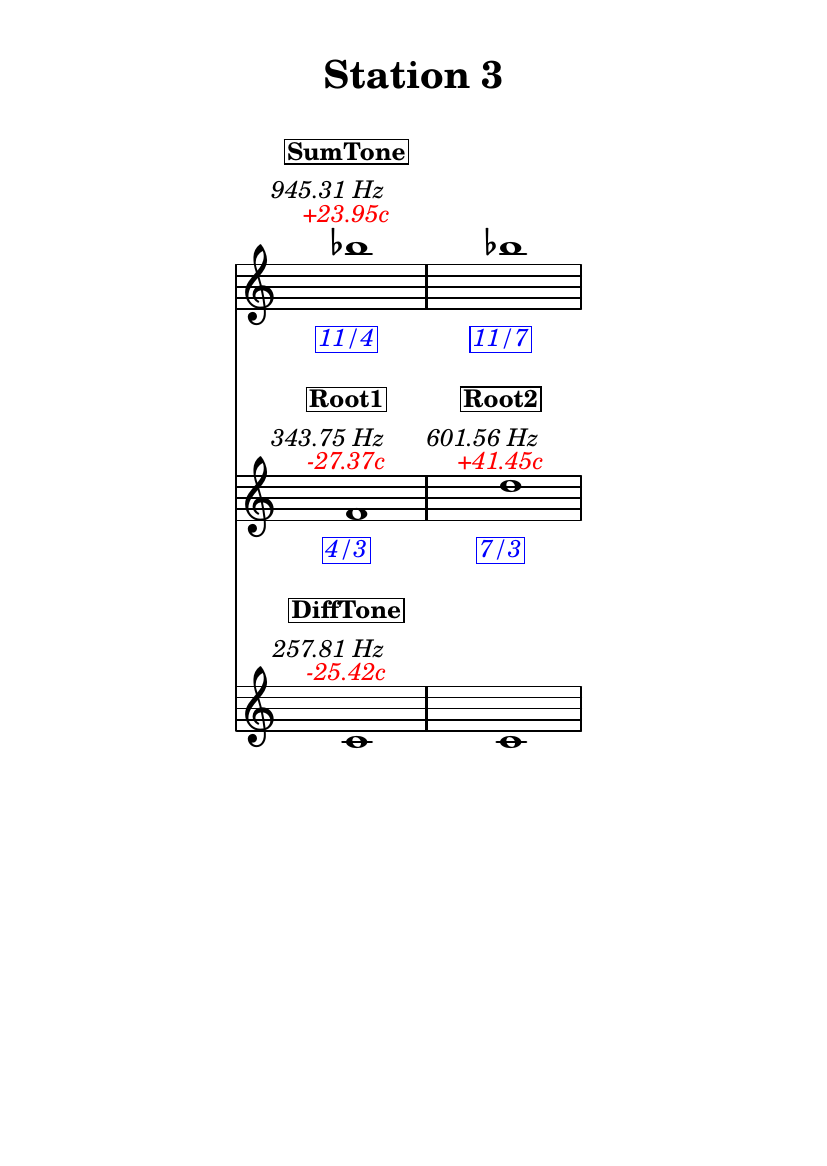 Station 3
SumTone
945.31 Hz
+23.95c
11/4 11/7
Root1 Root2
343.75 Hz 601.56 Hz
-27.37c +41.45c
4/3 7/3
DiffTone
257.81 Hz
-25.42c